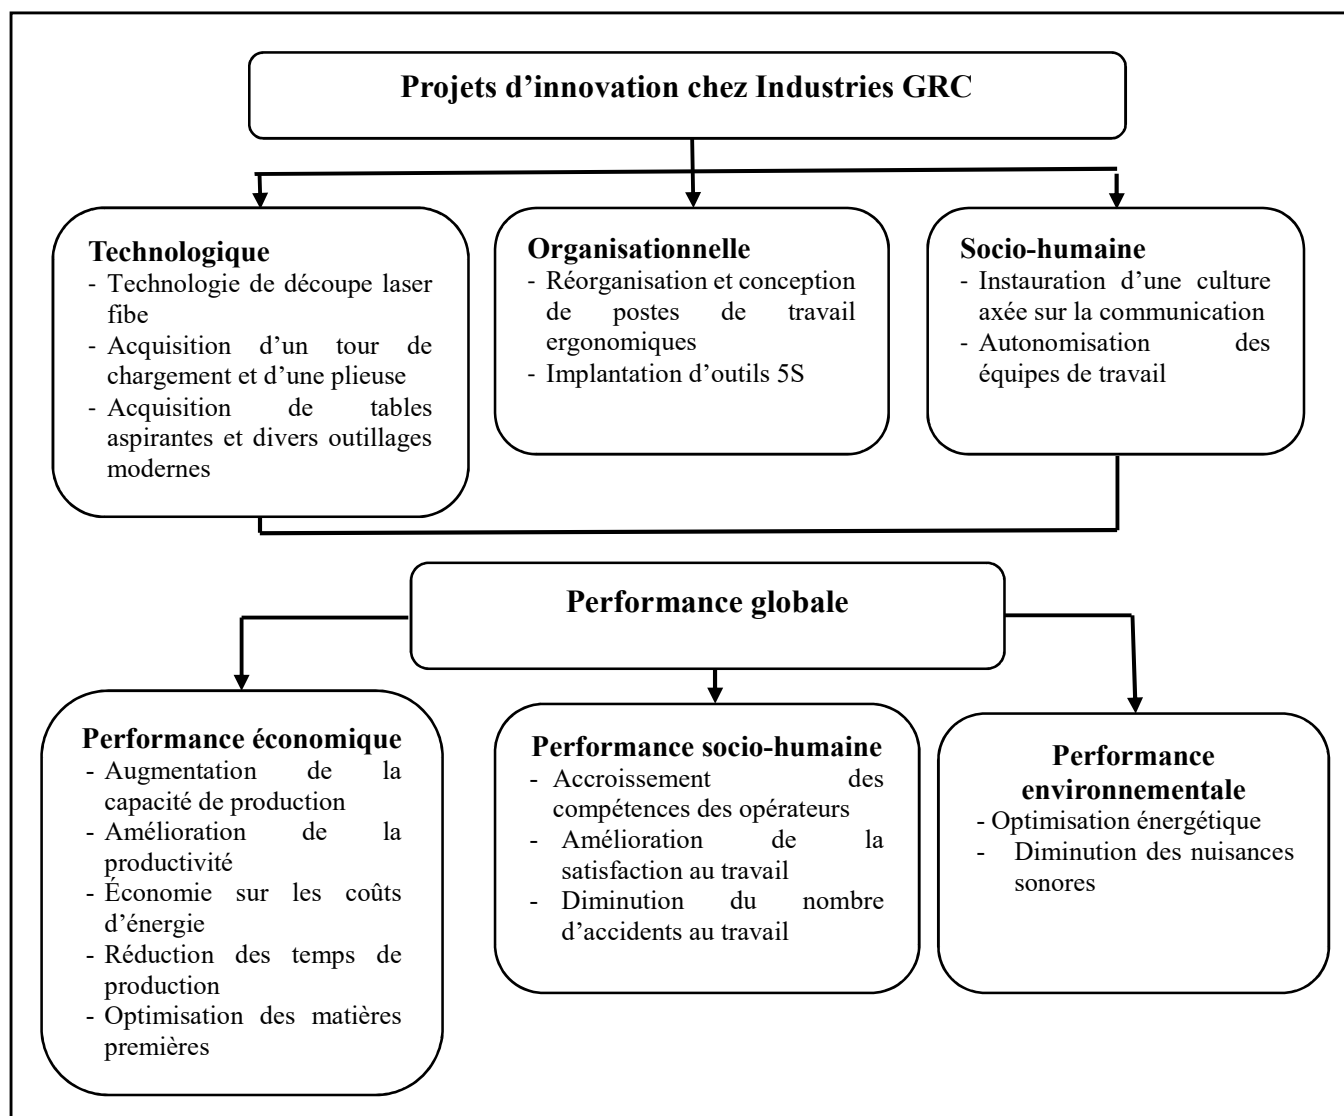 Projets d’innovation chez Industries GRC
Technologique
- Technologie de découpe laser
fibe
- Acquisition d’un tour de
chargement et d’une plieuse
- Acquisition de tables
aspirantes et divers outillages
modernes
Organisationnelle
- Réorganisation et conception
de postes de travail
ergonomiques
- Implantation d’outils 5S
Socio-humaine
- Instauration d’une culture
axée sur la communication
- Autonomisation des
équipes de travail
Performance globale
Performance économique
- Augmentation de la
capacité de production
- Amélioration de la
productivité
- Économie sur les coûts
d’énergie
- Réduction des temps de
production
- Optimisation des matières
premières
Performance socio-humaine
- Accroissement des
compétences des opérateurs
- Amélioration de la
satisfaction au travail
- Diminution du nombre
d’accidents au travail
Performance
environnementale
- Optimisation énergétique
- Diminution des nuisances
sonores